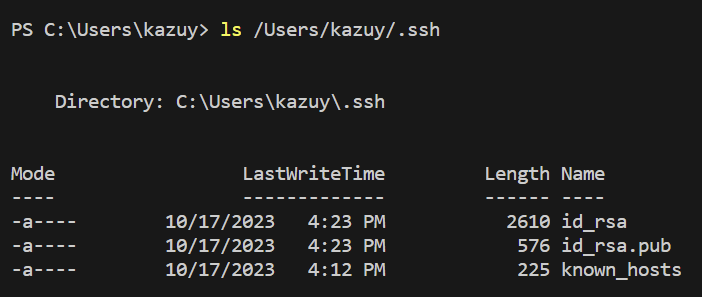 PS C:\Users\kazuy> ls /Users/kazuy/.ssh
Directory: C:\Users\kazuy\.ssh
Mode LastWriteTime Length Name
---- ------------- ------ ----
-a---- 10/17/2023 4:23 PM 2610 id_rsa
-a---- 10/17/2023 4:23 PM 576 id_rsa.pub
-a---- 10/17/2023 4:12 PM 225 known_hosts